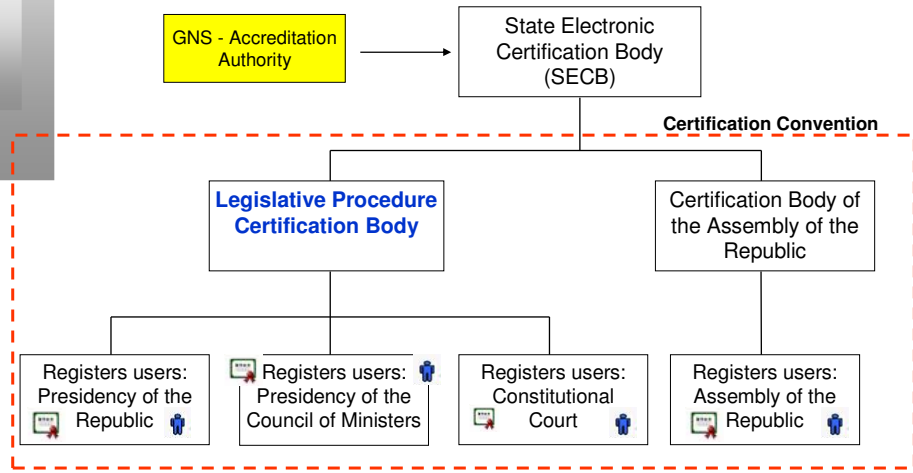 GNS - Accreditation
Authority
State Electronic
Certification Body
(SECB)
Certification Convention
Legislative Procedure
Certification Body
Certification Body of
the Assembly of the
Republic
Registers users:
Presidency of the
Republic
Registers users:
Presidency of the
Council of Ministers
Registers users:
Constitutional
Court
Registers users:
Assembly of the
Republic